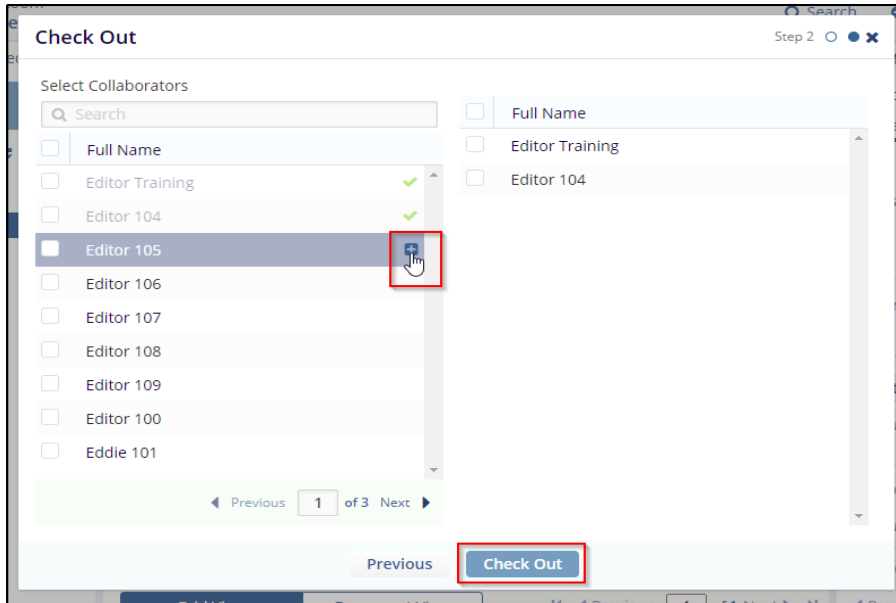 Search
Check Out
Step 2
Select Collaborators
Search
Full Name
Editor Training
Editor 104
Editor 105
Editor 106
Editor 107
Editor 108
Editor 109
Editor 100
Eddie 101
Previous 1 of 3 Next
Full Name
Editor Training
Editor 104
Previous
Check Out